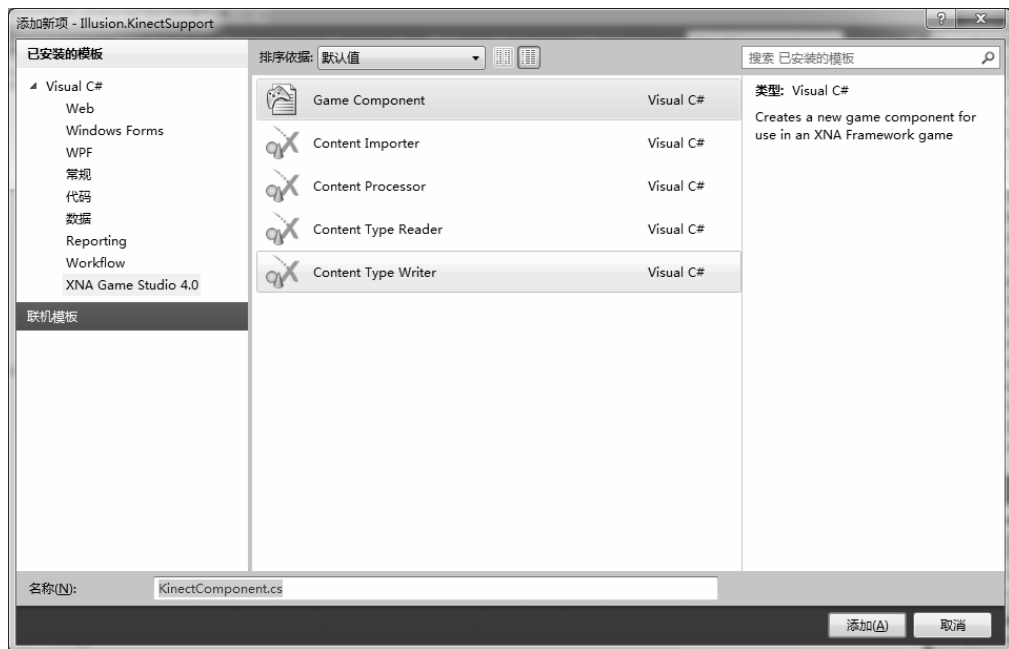 添加新项 - Illusion.KinectSupport
? X
已安装的模板
Visual C#
Web
Windows Forms
WPF
常规
代码
数据
Reporting
Workflow
XNA Game Studio 4.0
联机模板
排序依据: 默认值
Game Component Visual C#
Content Importer Visual C#
Content Processor Visual C#
Content Type Reader Visual C#
Content Type Writer Visual C#
搜索 已安装的模板
类型: Visual C#
Creates a new game component for
use in an XNA Framework game
名称(N): KinectComponent.cs
添加(A) 取消